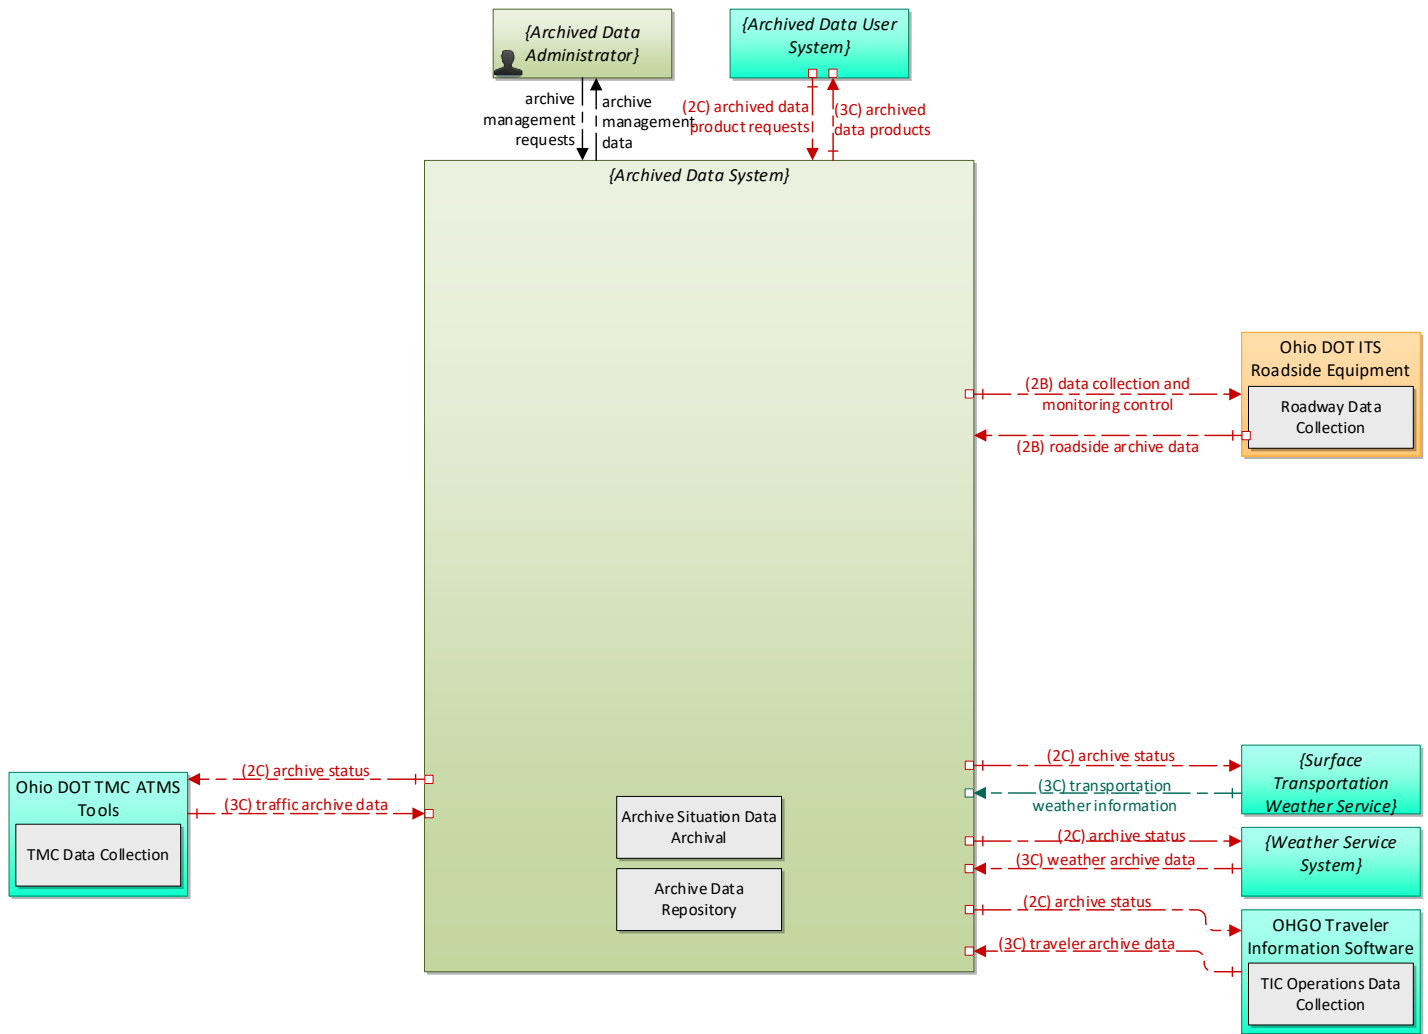 {Archived Data
Administrator}
{Archived Data User
System}
archive
management
requests
archive
management
data
(2C) archived data
product requests
(3C) archived
data products
{Archived Data System}
Ohio DOT ITS
Roadside Equipment
(2B) data collection and
monitoring control
Roadway Data
Collection
(2B) roadside archive data
(2C) archive status
{Surface
Transportation
Weather Service}
(3C) transportation
weather information
(2C) archive status
Ohio DOT TMC ATMS
Tools
(3C) traffic archive data
TMC Data Collection
Archive Situation Data
Archival
(2C) archive status
{Weather Service
System}
(3C) weather archive data
Archive Data
Repository
(2C) archive status
OHGO Traveler
Information Software
(3C) traveler archive data
TIC Operations Data
Collection